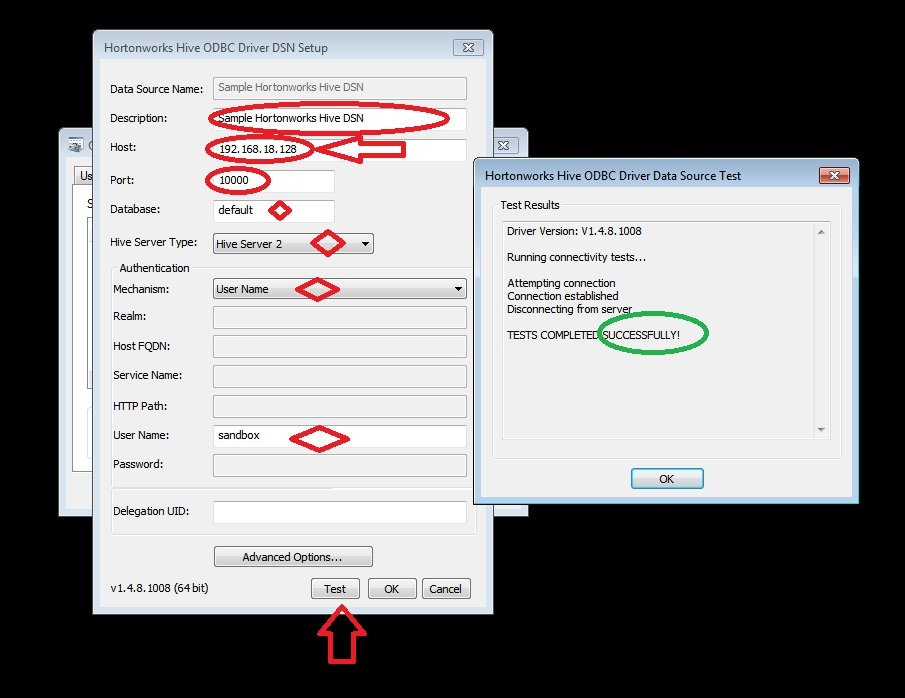 Hortonworks Hive ODBC Driver DSN Setup
Data Source Name: Sample Hortonworks Hive DSN
Description: Sample Hortonworks Hive DSN
Host: 192.168.18.128
Port: 10000
Database: default
Hive Server Type: Hive Server 2
Authentication
Mechanism: User Name
Realm:
Host FQDN:
Service Name:
HTTP Path:
User Name: sandbox
Password:
Delegation UID:
Advanced Options...
v1.4.8.1008 (64 bit)
Test OK Cancel
Us
Hortonworks Hive ODBC Driver Data Source Test
Test Results
Driver Version: V1.4.8.1008
Running connectivity tests...
Attempting connection
Connection established
Disconnecting from server
TESTS COMPLETED SUCCESSFULLY!
OK